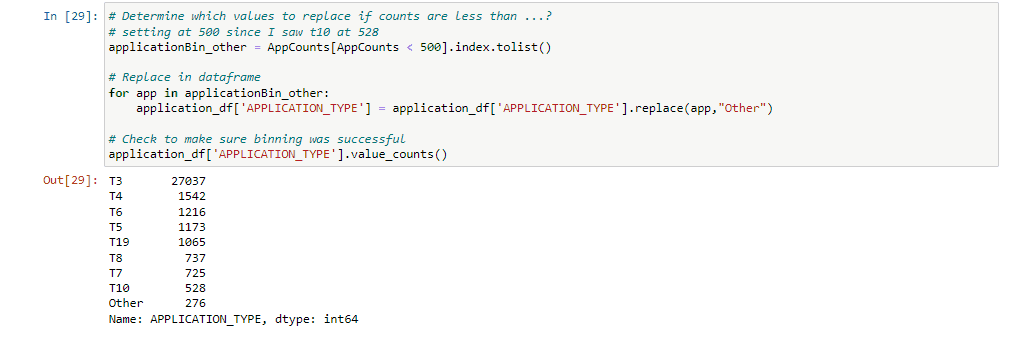 In [29]: # Determine which values to replace if counts are less than ...?
# setting at 500 since I saw t10 at 528
applicationBin_other = AppCounts[AppCounts < 500].index.tolist()
# Replace in dataframe
for app in applicationBin_other:
application_df['APPLICATION_TYPE'] = application_df['APPLICATION_TYPE'].replace(app,"Other")
# Check to make sure binning was successful
application_df['APPLICATION_TYPE'].value_counts()
Out[29]: T3 27037
T4 1542
T6 1216
T5 1173
T19 1065
T8 737
T7 725
T10 528
Other 276
Name: APPLICATION_TYPE, dtype: int64